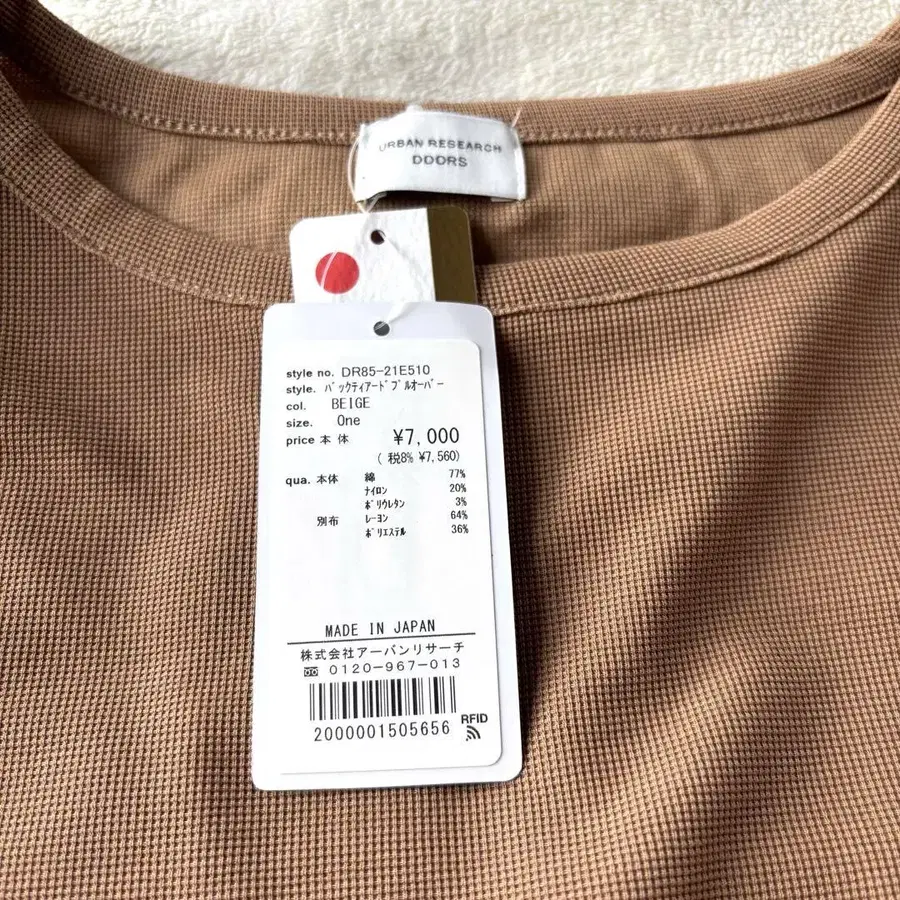 URBAN RESEARCH
DOORS
style no. DR85-21E510
style. ﾊﾞｯｸﾃｨｱｰﾄﾞﾌﾟﾙｵｰﾊﾞｰ
col. BEIGE
size. One
price 本 体 ¥7,000
( 税8% ¥7,560)
qua. 本体 綿 77%
ﾅｲﾛﾝ 20%
ﾎﾟﾘｳﾚﾀﾝ 3%
別布 ﾚｰﾖﾝ 64%
ﾎﾟﾘｴｽﾃﾙ 36%
MADE IN JAPAN
株式会社アーバンリサーチ
0120-967-013
2000001505656
RFID